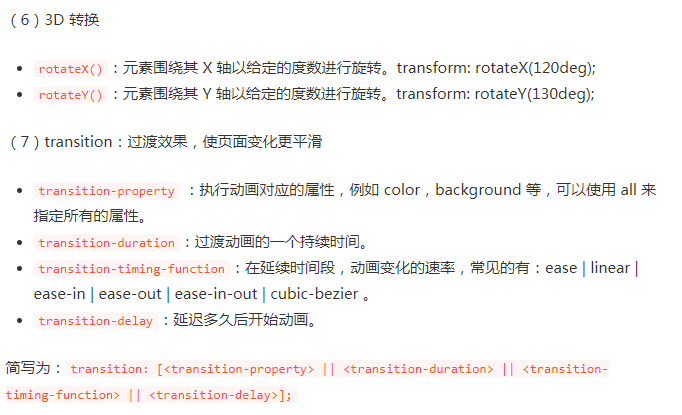 （6）3D 转换
• rotateX() ：元素围绕其 X 轴以给定的度数进行旋转。transform: rotateX(120deg);
• rotateY() ：元素围绕其 Y 轴以给定的度数进行旋转。transform: rotateY(130deg);
（7）transition：过渡效果，使页面变化更平滑
• transition-property ：执行动画对应的属性，例如 color，background 等，可以使用 all 来
指定所有的属性。
• transition-duration ：过渡动画的一个持续时间。
• transition-timing-function ：在延续时间段，动画变化的速率，常见的有：ease | linear |
ease-in | ease-out | ease-in-out | cubic-bezier 。
• transition-delay ：延迟多久后开始动画。
简写为： transition: [<transition-property> || <transition-duration> || <transition-
timing-function> || <transition-delay>];